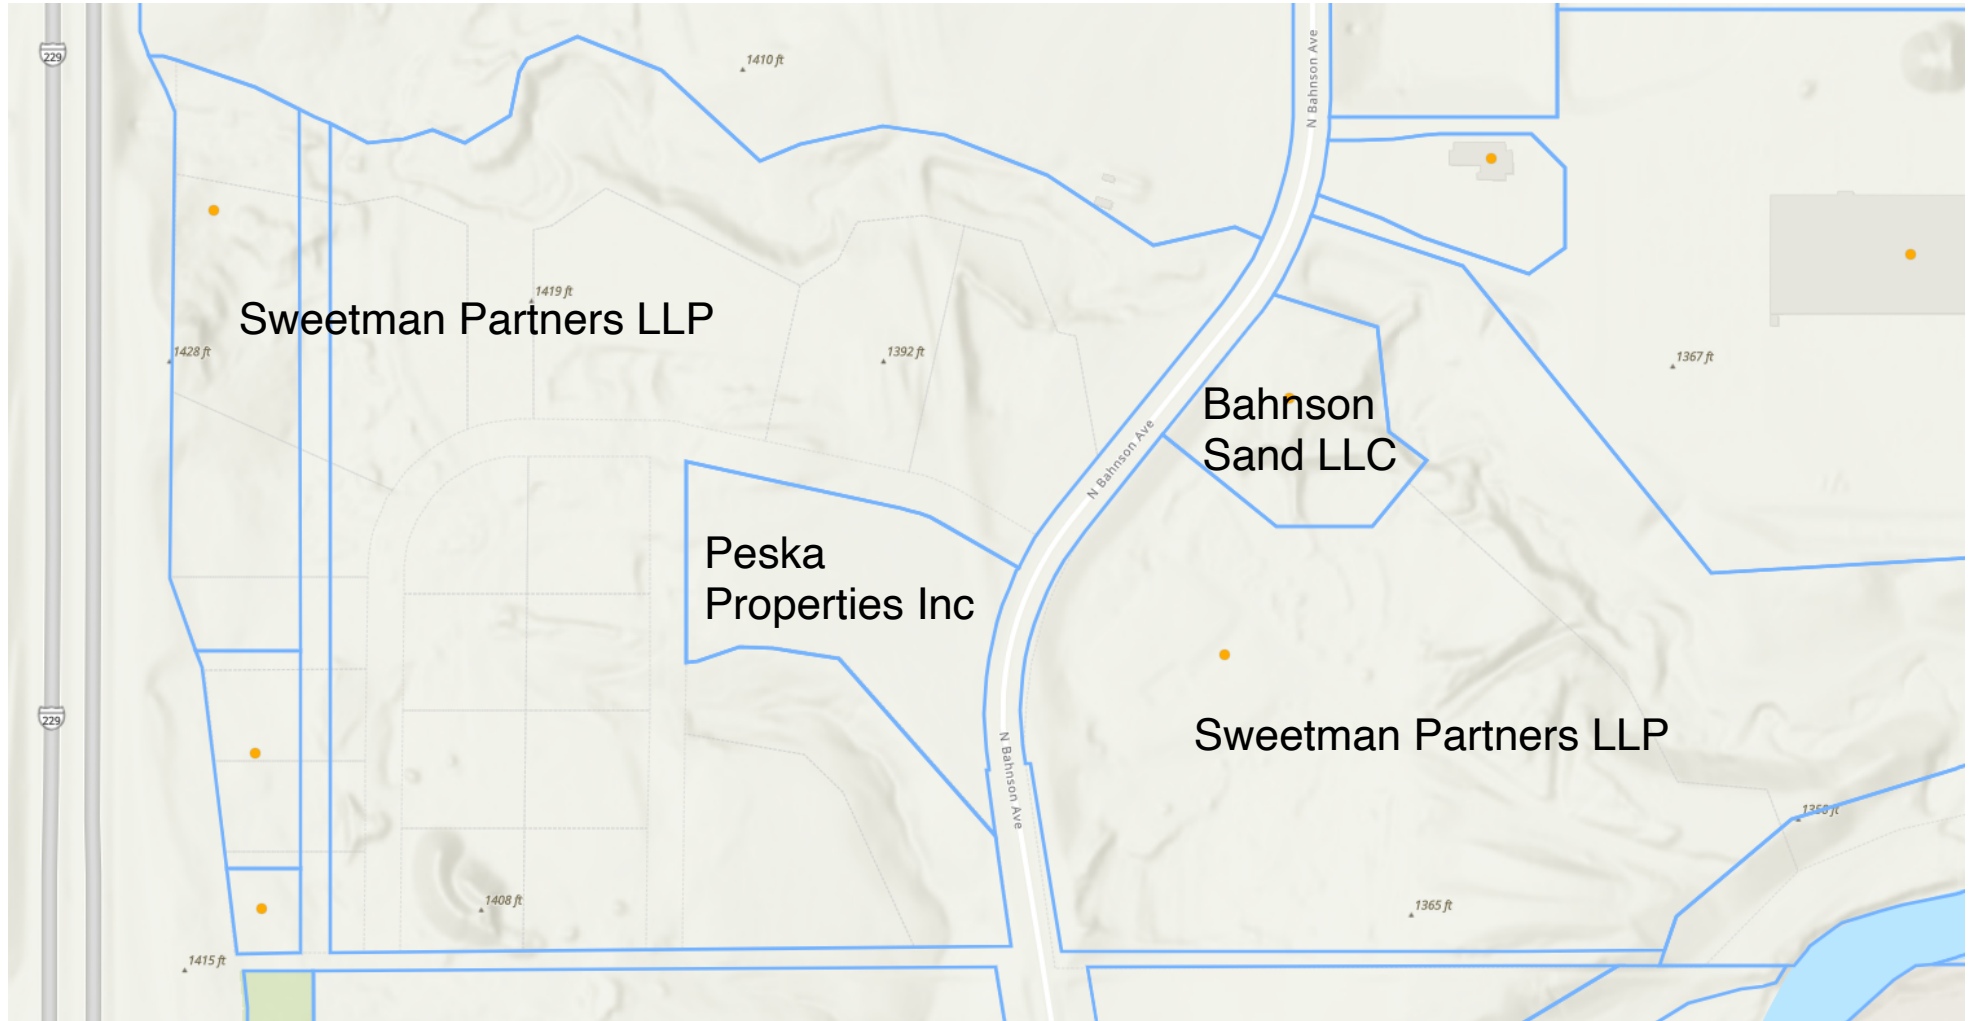 229
1410 ft
N Bahnson Ave
1419 ft
Sweetman Partners LLP
1428 ft
1392 ft
1367 ft
Bahnson
Sand LLC
N Bahnson Ave
Peska
Properties Inc
229
N Bahnson Ave
Sweetman Partners LLP
1408 ft
1365 ft
1415 ft